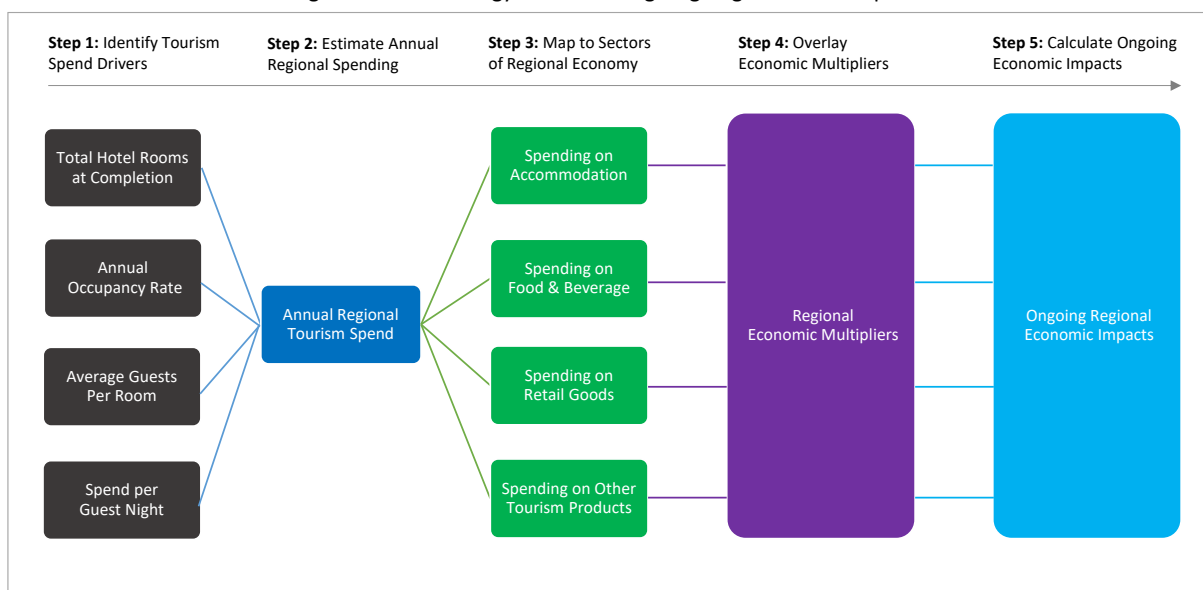 Step 1: Identify Tourism
Spend Drivers
Step 2: Estimate Annual
Regional Spending
Step 3: Map to Sectors
of Regional Economy
Step 4: Overlay
Economic Multipliers
Step 5: Calculate Ongoing
Economic Impacts
Total Hotel Rooms
at Completion
Annual
Occupancy Rate
Average Guests
Per Room
Spend per
Guest Night
Annual Regional
Tourism Spend
Spending on
Accommodation
Spending on
Food & Beverage
Spending on
Retail Goods
Spending on Other
Tourism Products
Regional
Economic Multipliers
Ongoing Regional
Economic Impacts